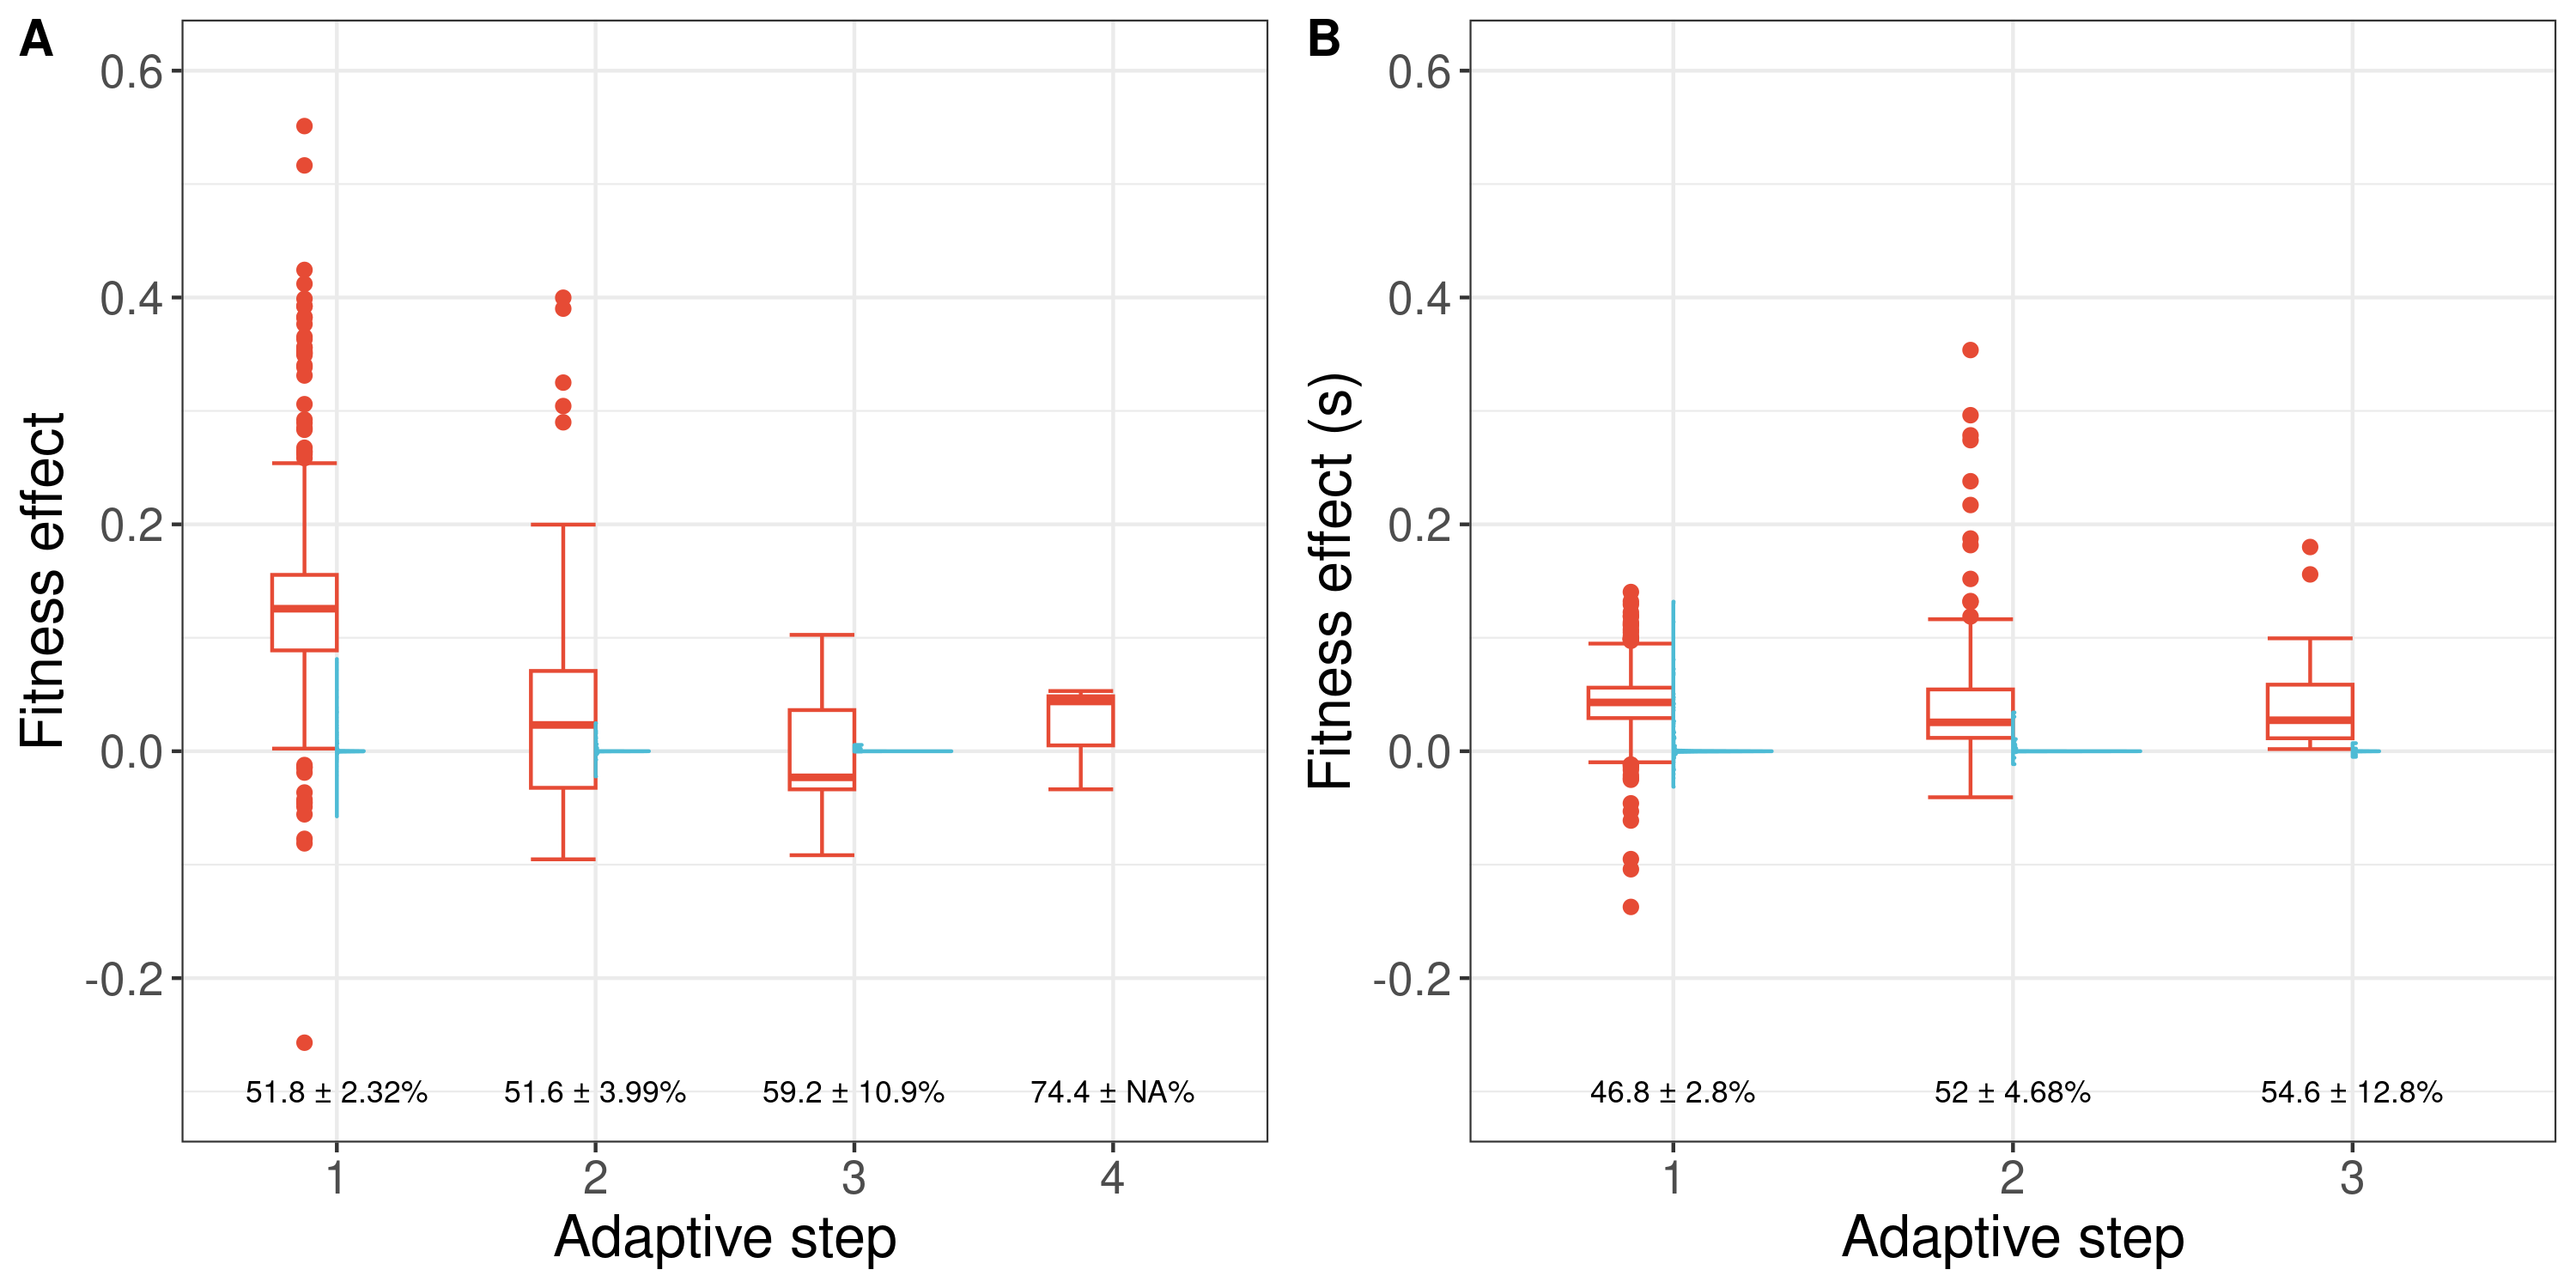 A
Fitness effect
0.6
0.4
0.2
0.0
-0.2
51.8 ± 2.32%
51.6 ± 3.99%
59.2 ± 10.9%
74.4 ± NA%
1
2
3
4
Adaptive step
B
Fitness effect (s)
0.6
0.4
0.2
0.0
-0.2
46.8 ± 2.8%
52 ± 4.68%
54.6 ± 12.8%
1
2
3
Adaptive step